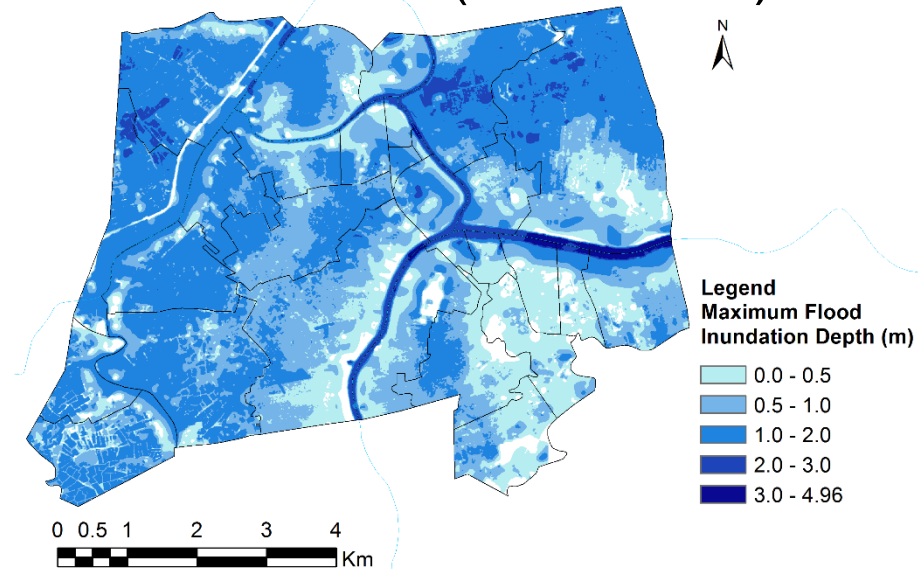 N
Legend
Maximum Flood
Inundation Depth (m)
0.0 - 0.5
0.5 - 1.0
1.0 - 2.0
2.0 - 3.0
3.0 - 4.96
0 0.5 1 2 3 4
Km